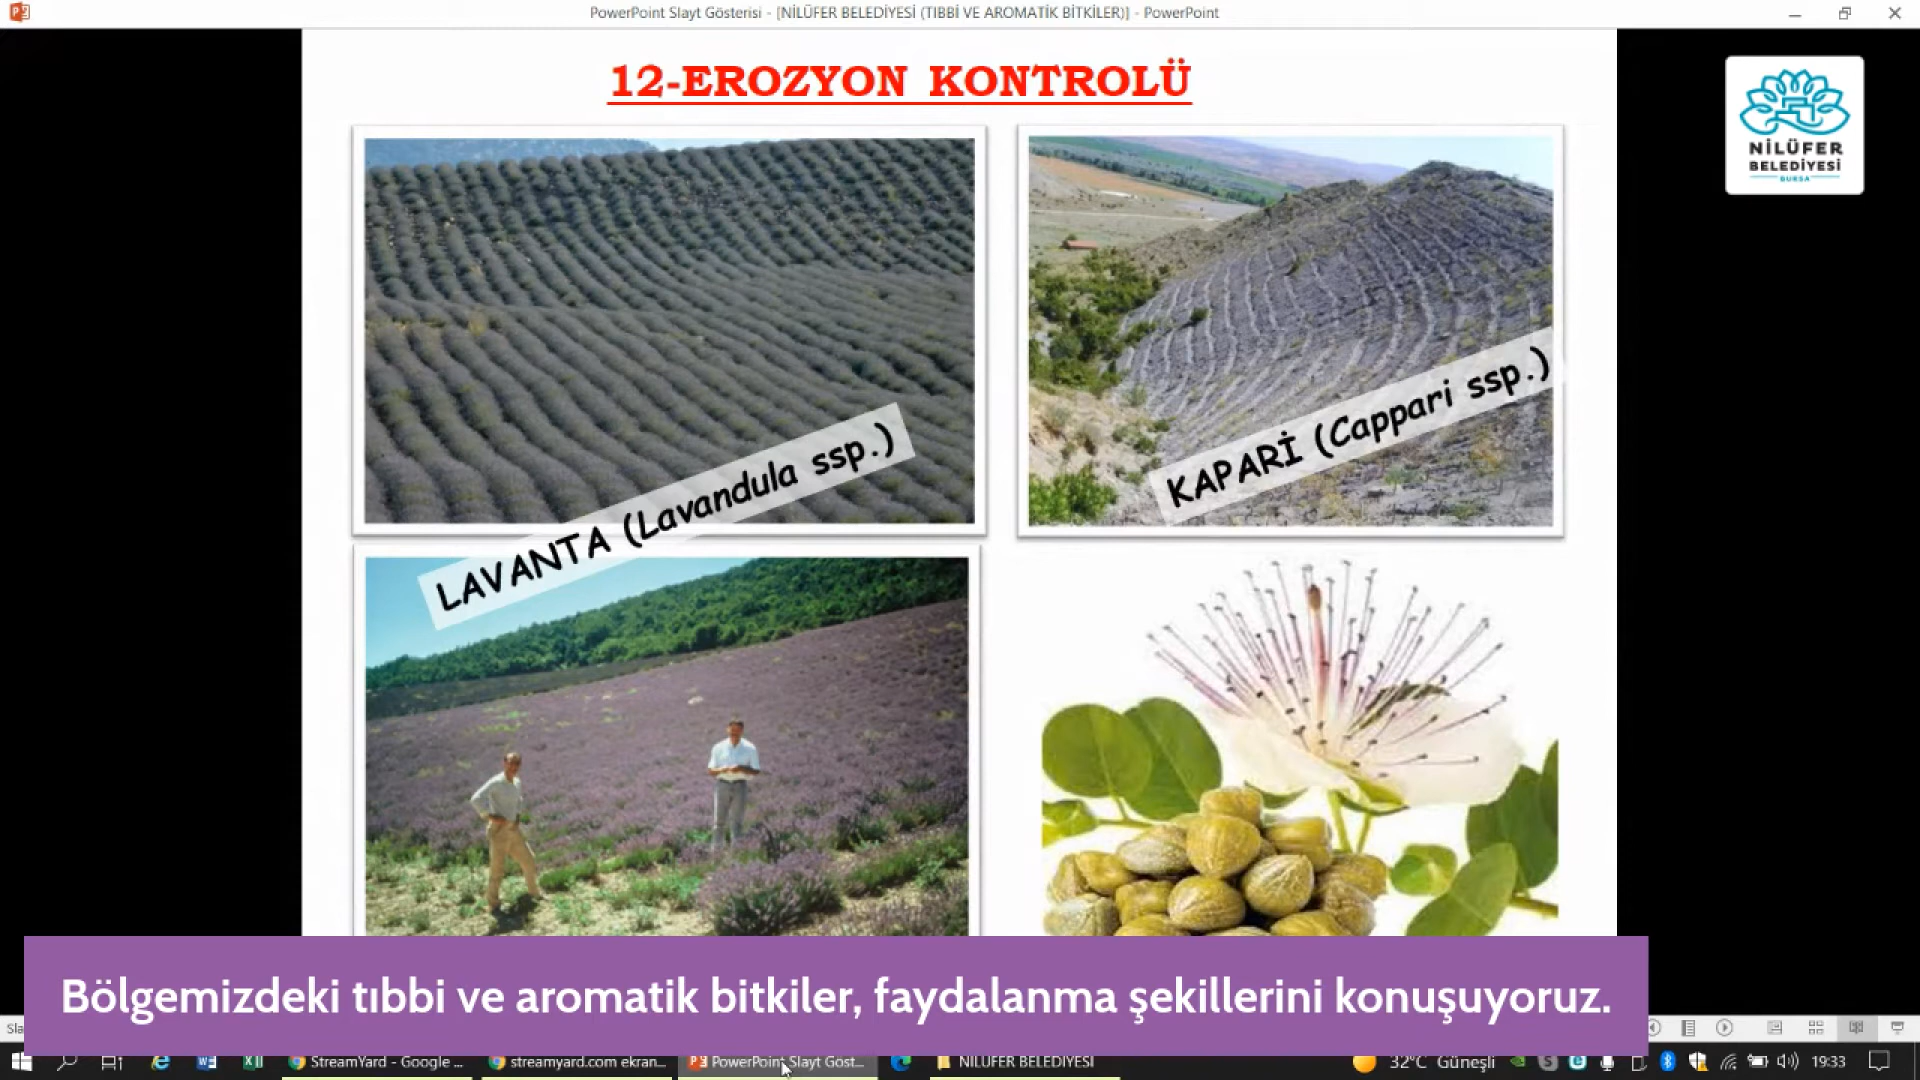 PowerPoint Slayt Gösterisi - [NİLÜFER BELEDİYESİ (TIBBİ VE AROMATİK BİTKİLER)] - PowerPoint
12-EROZYON KONTROLÜ
NİLÜFER
BELEDİYESİ
BURSA
LAVANTA (Lavandula ssp.)
KAPARİ (Cappari ssp.)
Bölgemizdeki tıbbi ve aromatik bitkiler, faydalanma şekillerini konuşuyoruz.
Sla
StreamYard - Google ...
streamyard.com ekran...
PowerPoint Slayt Göst...
NİLÜFER BELEDİYESİ
32°C Güneşli
19:33